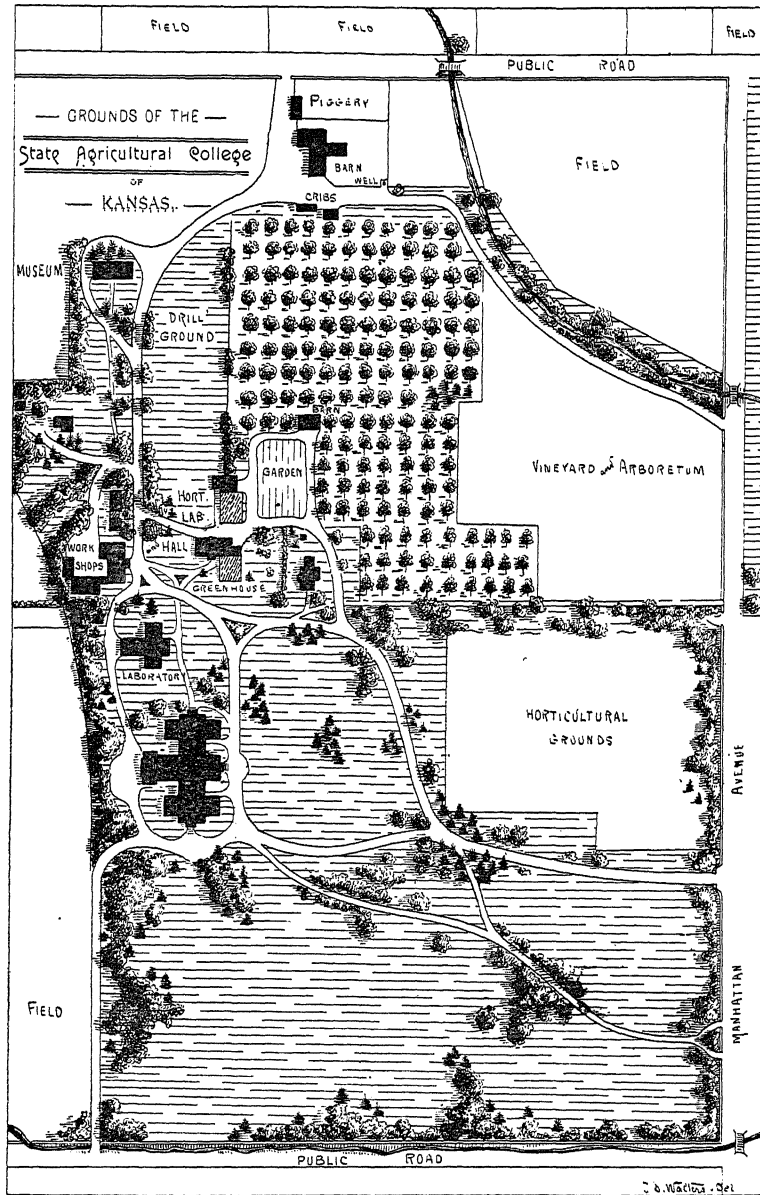 FIELD
FIELD
FIELD
PUBLIC ROAD
— GROUNDS OF THE —
State Agricultural College
OF
— KANSAS. —
PIGGERY
BARN
WELL
CRIBS
FIELD
MUSEUM
DRILL
GROUND
BARN
GARDEN
VINEYARD and ARBORETUM
HORT.
LAB.
HALL
WORK
SHOPS
GREENHOUSE
LABORATORY
HORTICULTURAL
GROUNDS
AVENUE
MANHATTAN
FIELD
PUBLIC ROAD
J. D. Walters - del